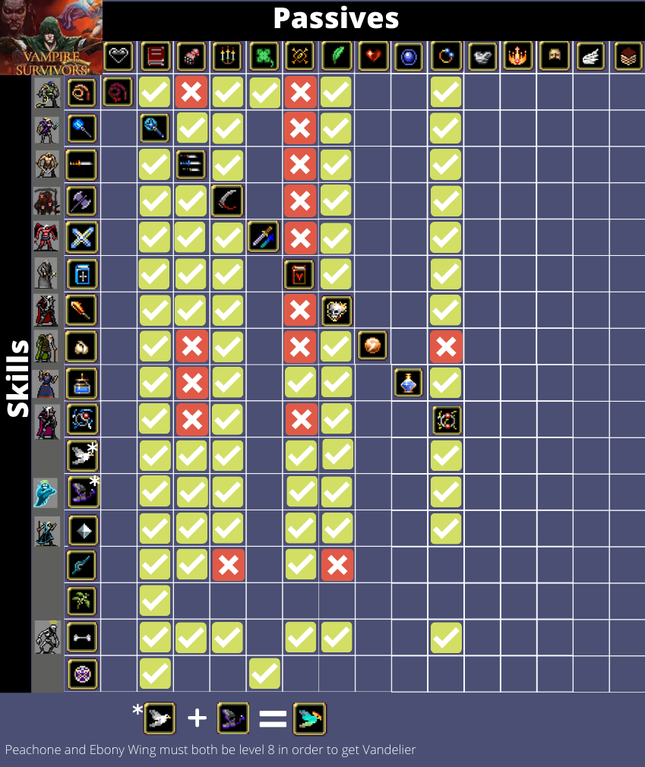 Passives
VAMPIRE
SURVIVORS
Skills
* + * =
Peachone and Ebony Wing must both be level 8 in order to get Vandelier